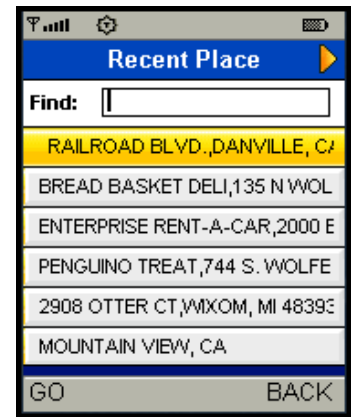 Recent Place
Find:
RAILROAD BLVD.,DANVILLE, CA
BREAD BASKET DELI,135 N WOL
ENTERPRISE RENT-A-CAR,2000 E
PENGUINO TREAT,744 S. WOLFE
2908 OTTER CT,WIXOM, MI 48393
MOUNTAIN VIEW, CA
GO BACK